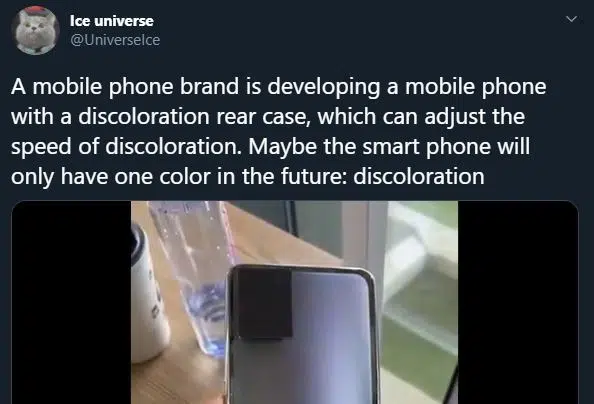 Ice universe
@UniverseIce
A mobile phone brand is developing a mobile phone
with a discoloration rear case, which can adjust the
speed of discoloration. Maybe the smart phone will
only have one color in the future: discoloration